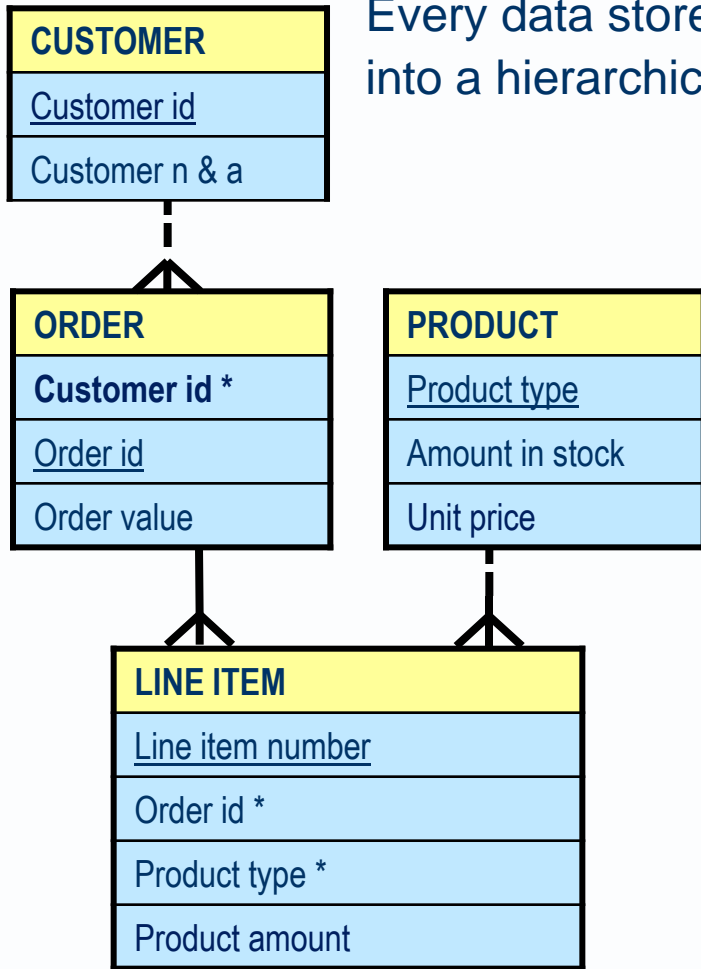 Every data store
into a hierarchic
CUSTOMER
Customer id
Customer n & a
ORDER
Customer id *
Order id
Order value
PRODUCT
Product type
Amount in stock
Unit price
LINE ITEM
Line item number
Order id *
Product type *
Product amount